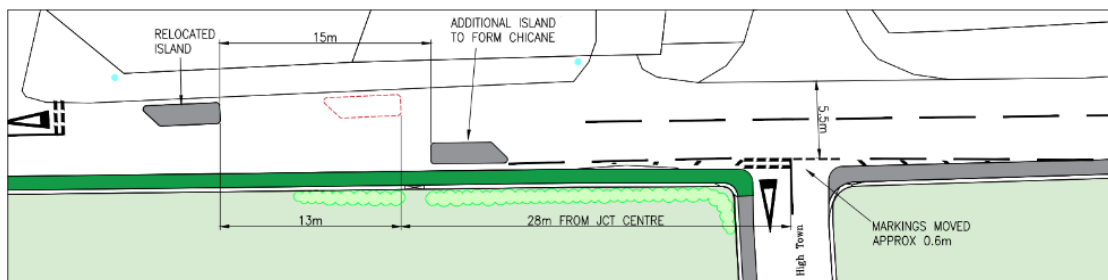 RELOCATED
ISLAND
15m
ADDITIONAL ISLAND
TO FORM CHICANE
5.5m
13m
28m FROM JCT CENTRE
High Town
MARKINGS MOVED
APPROX 0.6m